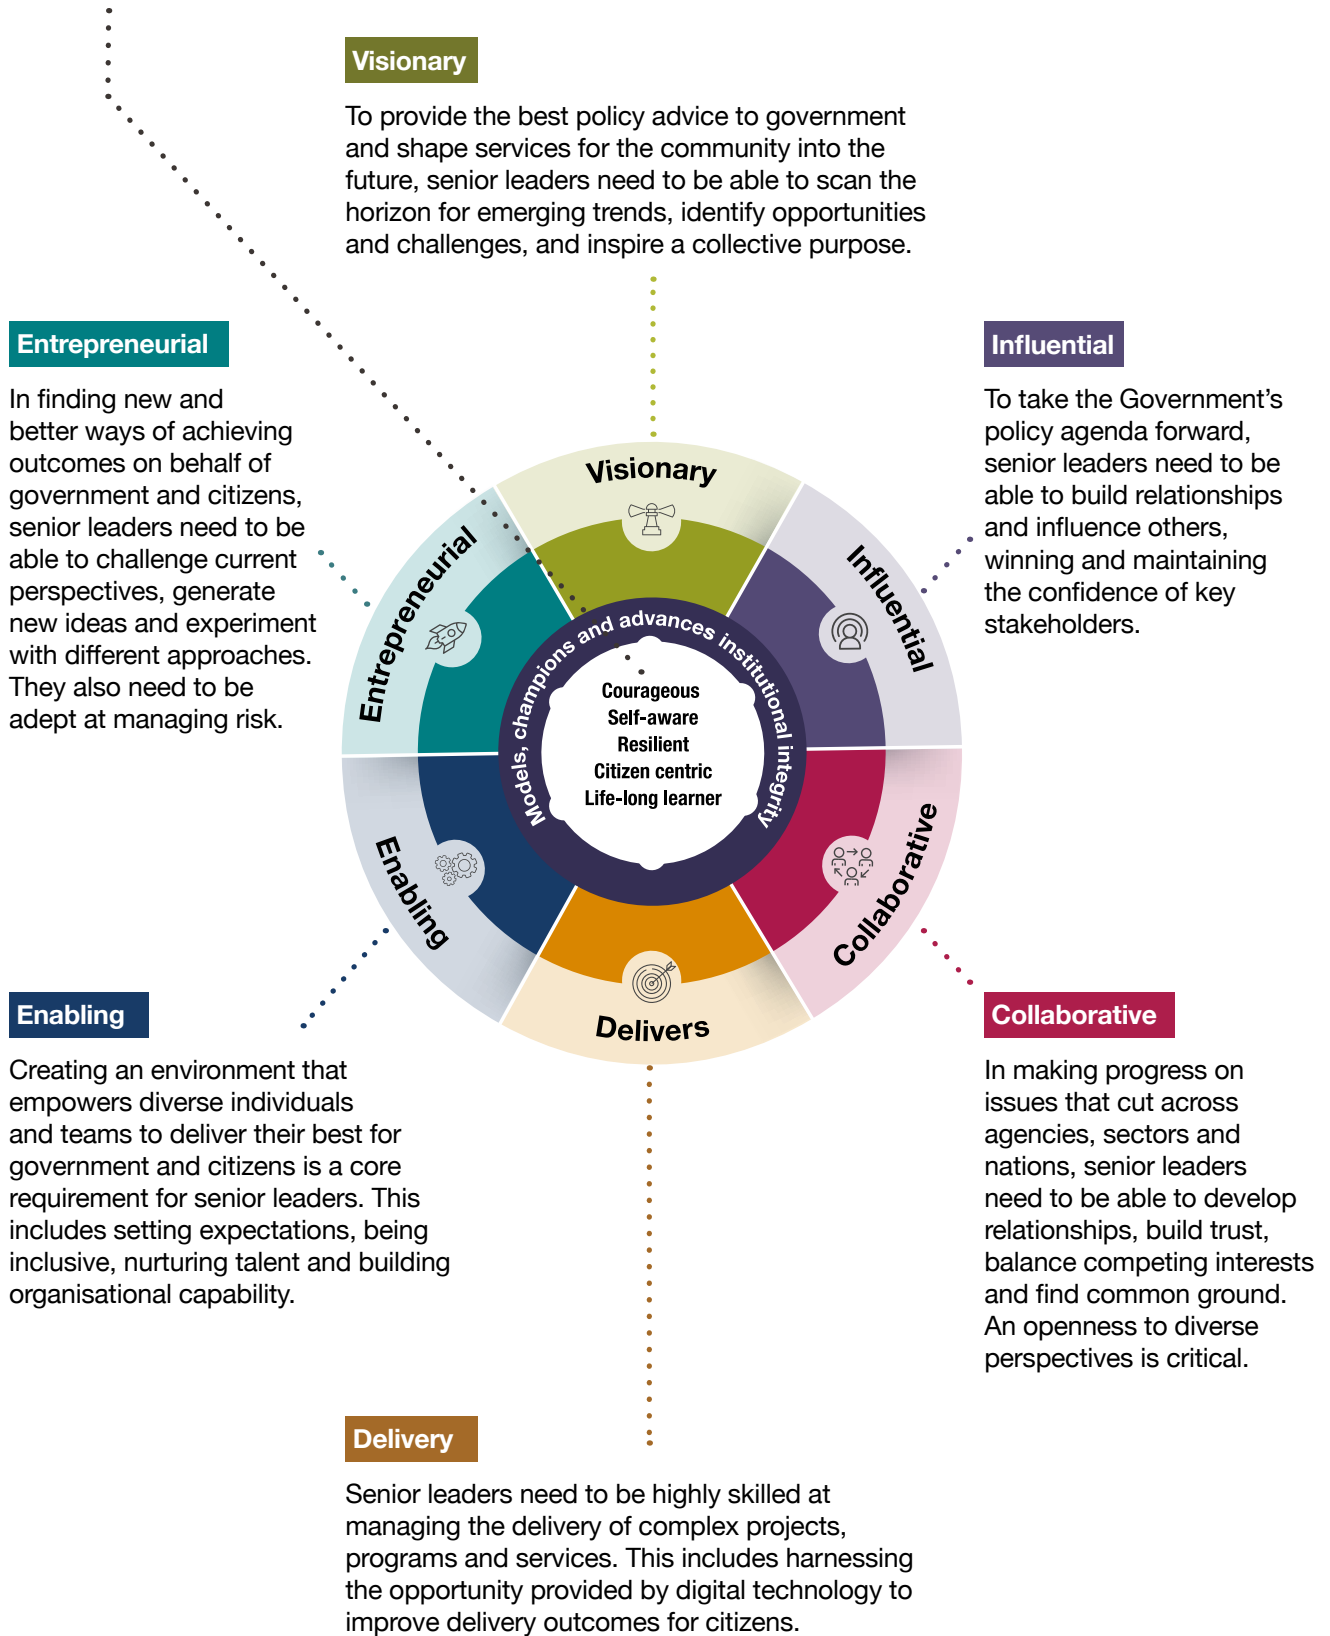 Visionary
To provide the best policy advice to government
and shape services for the community into the
future, senior leaders need to be able to scan the
horizon for emerging trends, identify opportunities
and challenges, and inspire a collective purpose.
Entrepreneurial
In finding new and
better ways of achieving
outcomes on behalf of
government and citizens,
senior leaders need to be
able to challenge current
perspectives, generate
new ideas and experiment
with different approaches.
They also need to be
adept at managing risk.
Influential
To take the Government’s
policy agenda forward,
senior leaders need to be
able to build relationships
and influence others,
winning and maintaining
the confidence of key
stakeholders.
Visionary
Influential
Collaborative
Delivers
Enabling
Entrepreneurial
Models, champions and advances institutional integrity
Courageous
Self-aware
Resilient
Citizen centric
Life-long learner
Enabling
Creating an environment that
empowers diverse individuals
and teams to deliver their best for
government and citizens is a core
requirement for senior leaders. This
includes setting expectations, being
inclusive, nurturing talent and building
organisational capability.
Collaborative
In making progress on
issues that cut across
agencies, sectors and
nations, senior leaders
need to be able to develop
relationships, build trust,
balance competing interests
and find common ground.
An openness to diverse
perspectives is critical.
Delivery
Senior leaders need to be highly skilled at
managing the delivery of complex projects,
programs and services. This includes harnessing
the opportunity provided by digital technology to
improve delivery outcomes for citizens.